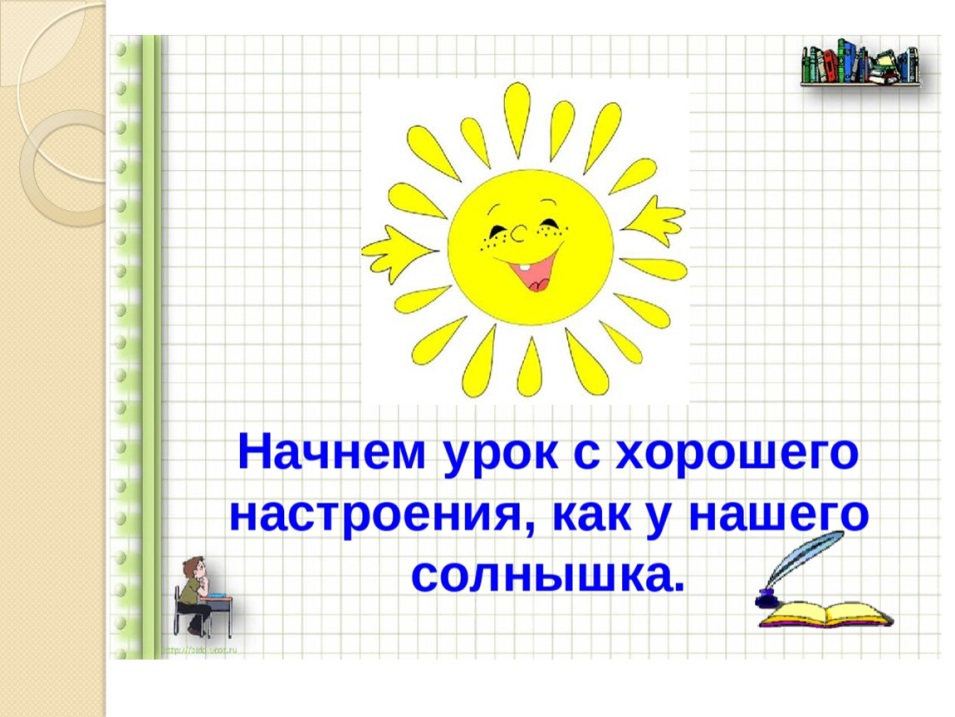 Начнем урок с хорошего
настроения, как у нашего
солнышка.